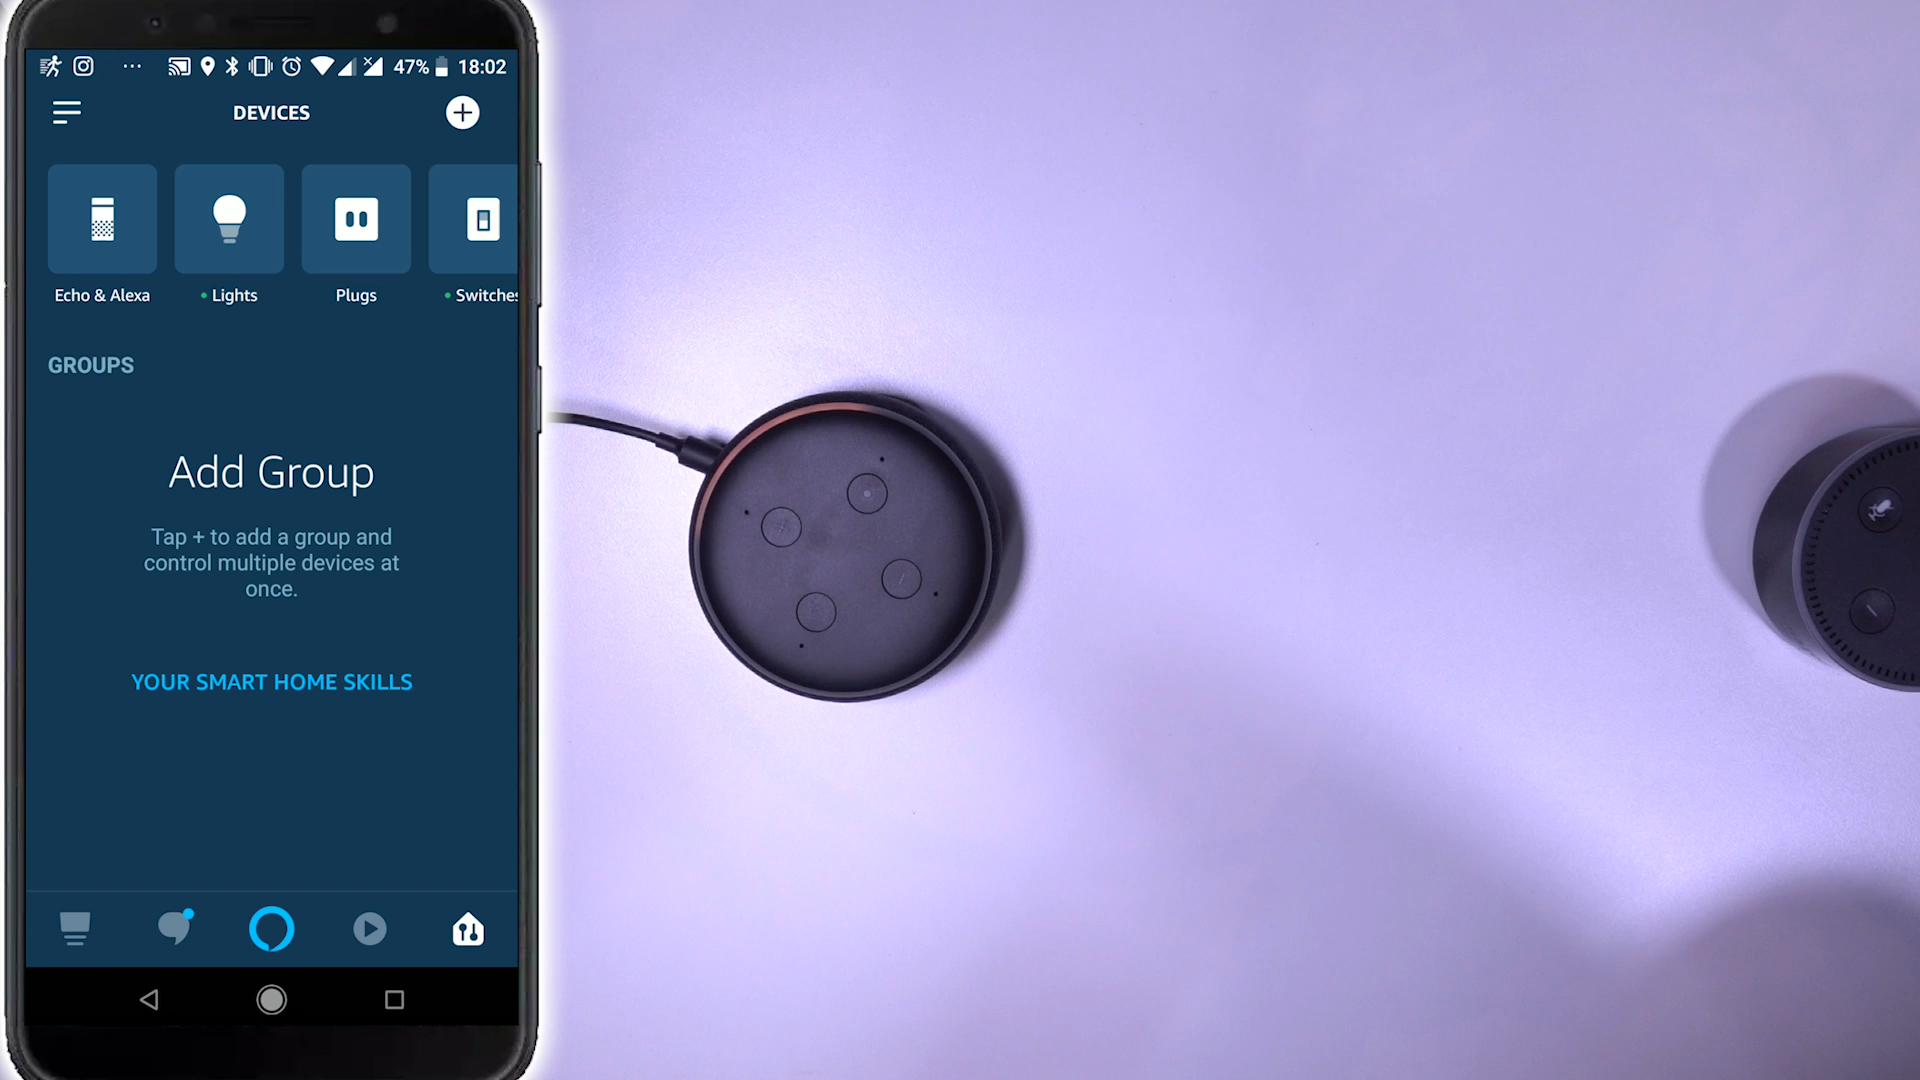 47% 18:02
DEVICES
Echo & Alexa
Lights
Plugs
Switches
GROUPS
Add Group
Tap + to add a group and
control multiple devices at
once.
YOUR SMART HOME SKILLS